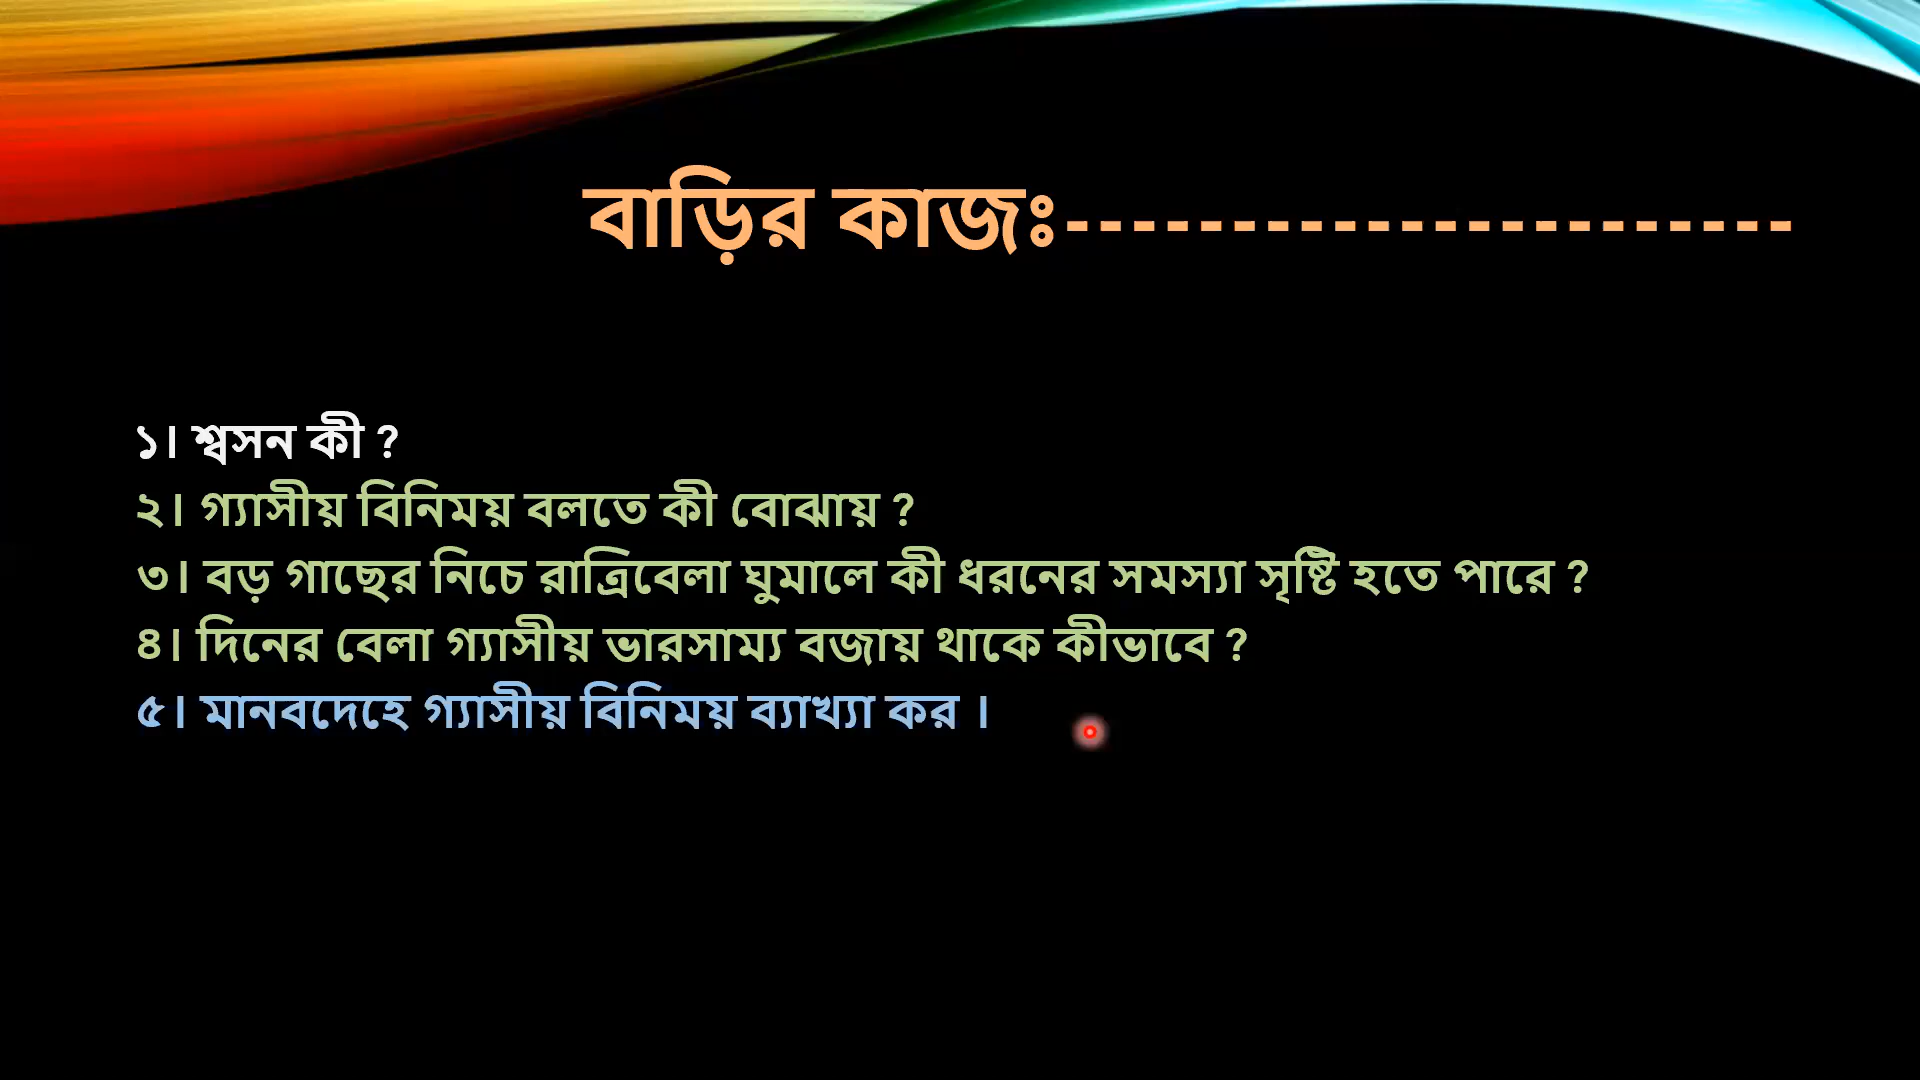 বাড়ির কাজঃ----------------------
১। শ্বসন কী ?
২। গ্যাসীয় বিনিময় বলতে কী বোঝায় ?
৩। বড় গাছের নিচে রাত্রিবেলা ঘুমালে কী ধরনের সমস্যা সৃষ্টি হতে পারে ?
৪। দিনের বেলা গ্যাসীয় ভারসাম্য বজায় থাকে কীভাবে ?
৫। মানবদেহে গ্যাসীয় বিনিময় ব্যাখ্যা কর ।